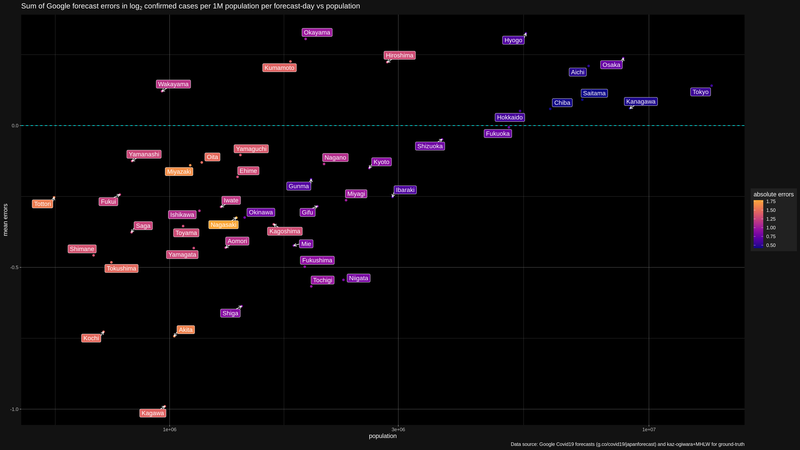 Sum of Google forecast errors in log2 confirmed cases per 1M population per forecast-day vs population
Okayama
Hyogo
Hiroshima
Kumamoto
Osaka
Aichi
Wakayama
Tokyo
Saitama
Chiba
Kanagawa
Hokkaido
0.0
Fukuoka
Shizuoka
Yamanashi
Yamaguchi
Oita
Nagano
Kyoto
Miyazaki
Ehime
Gunma
Ibaraki
Miyagi
Tottori
Fukui
Iwate
Ishikawa
Okinawa
Gifu
Saga
Nagasaki
Toyama
Kagoshima
Aomori
Mie
Shimane
Yamagata
Fukushima
Tokushima
-0.5
Tochigi
Niigata
Shiga
Akita
Kochi
Kagawa
-1.0
mean errors
1e+06
3e+06
1e+07
population
absolute errors
1.75
1.50
1.25
1.00
0.75
0.50
Data source: Google Covid19 forecasts (g.co/covid19/japanforecast) and kaz-ogiwara+MHLW for ground-truth